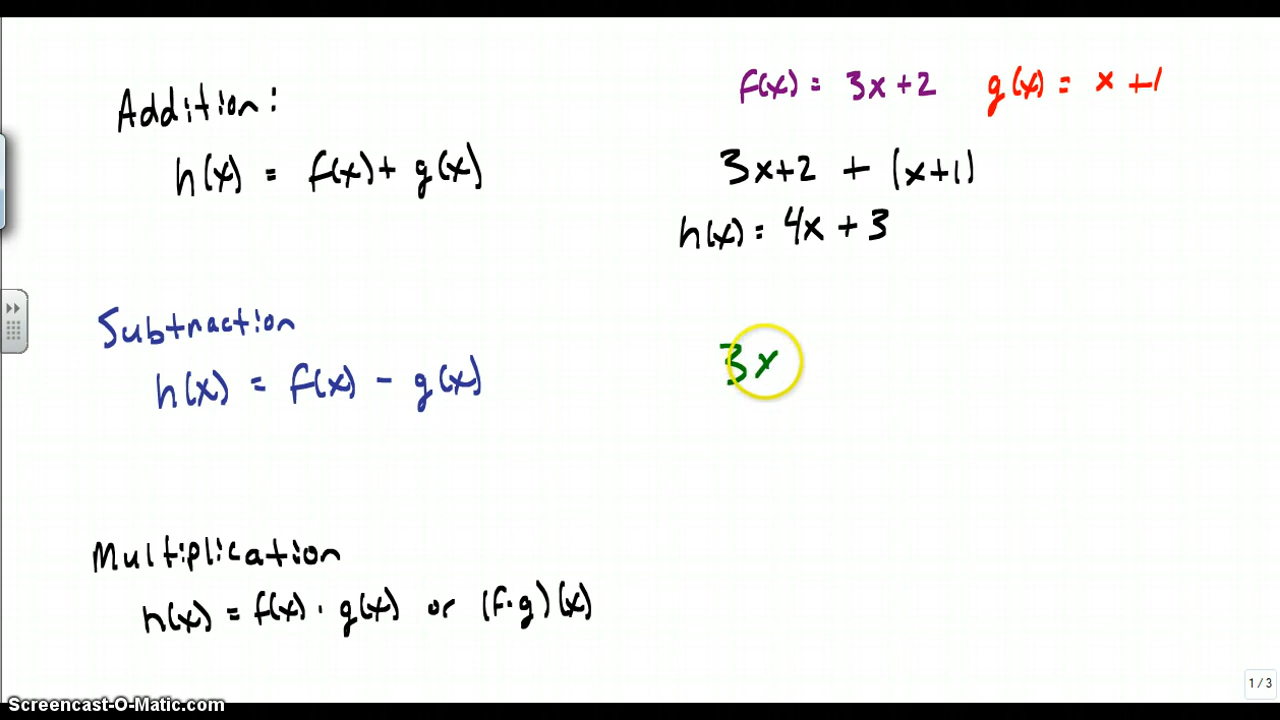 f(x) = 3x+2 g(x) = x+1
Addition:
h(x) = f(x)+ g(x)
3x+2 + (x+1)
h(x) = 4x + 3
Subtraction
h(x) = f(x) - g(x)
3x
Multiplication
h(x) = f(x) · g(x) or (f·g)(x)
1/3
Screencast-O-Matic.com